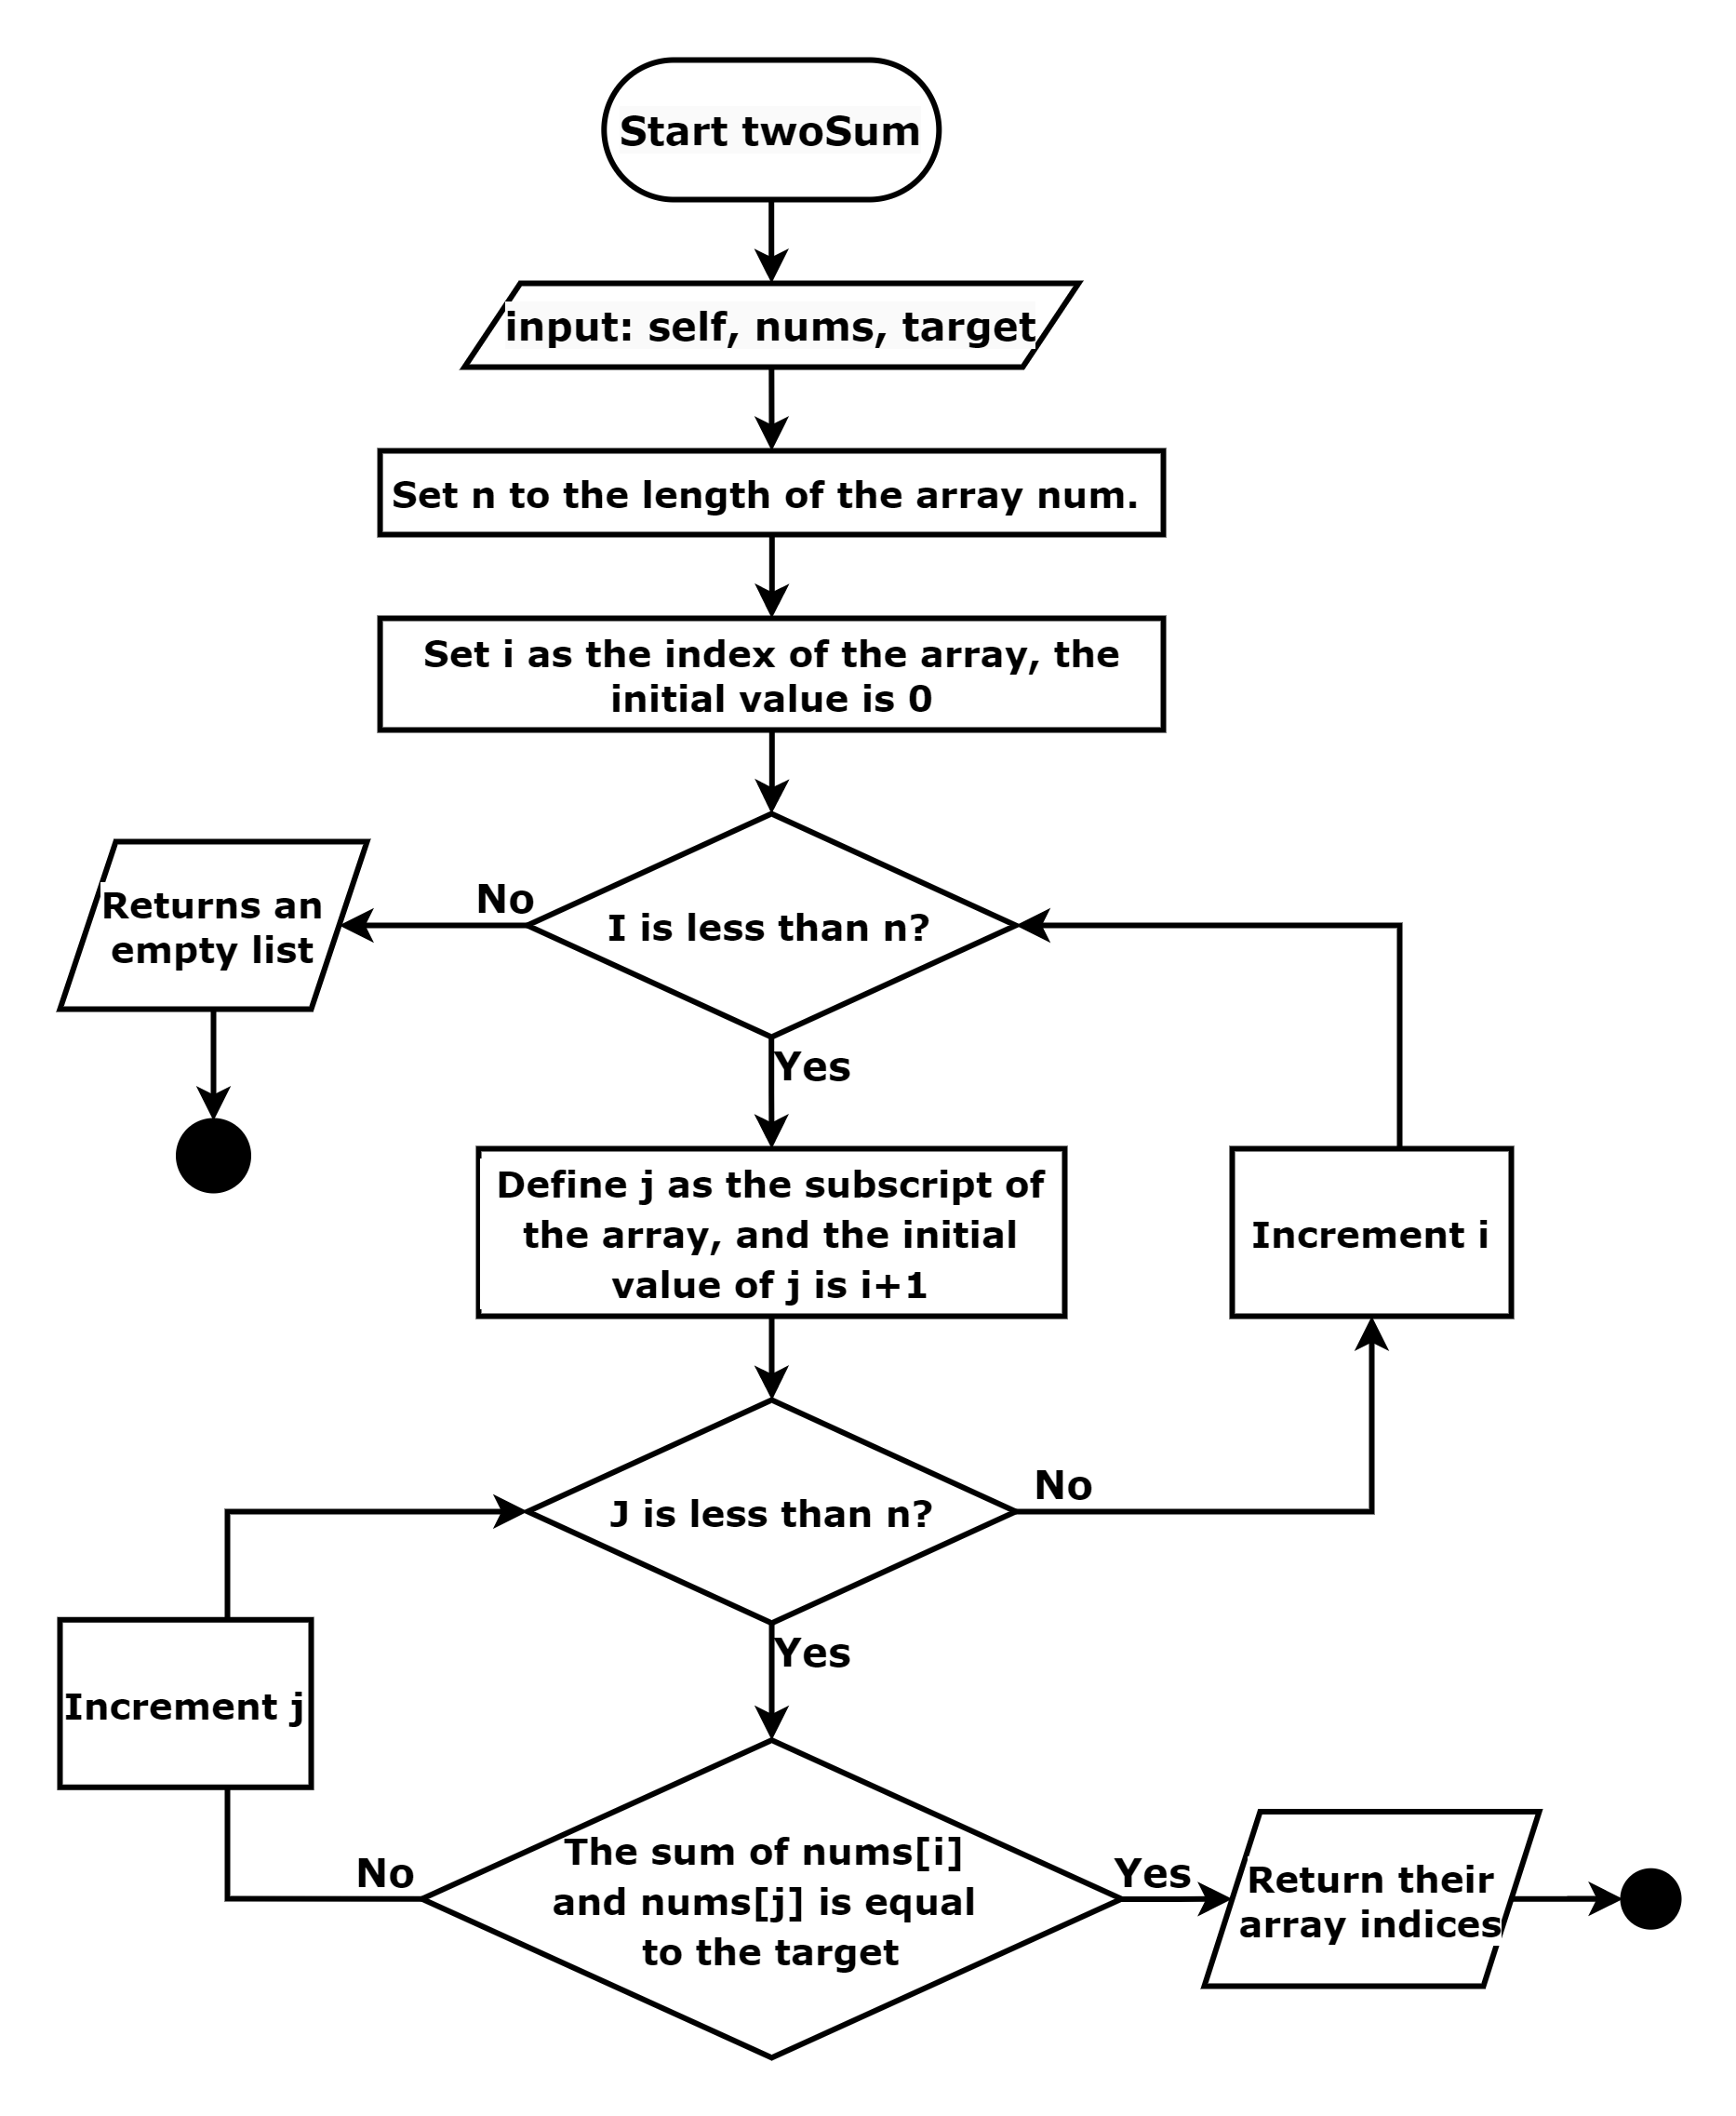 Start twoSum
input: self, nums, target
Set n to the length of the array num.
Set i as the index of the array, the
initial value is 0
Returns an
empty list
No
I is less than n?
Yes
Define j as the subscript of
the array, and the initial
value of j is i+1
Increment i
J is less than n?
No
Yes
Increment j
No
The sum of nums[i]
and nums[j] is equal
to the target
Yes
Return their
array indices